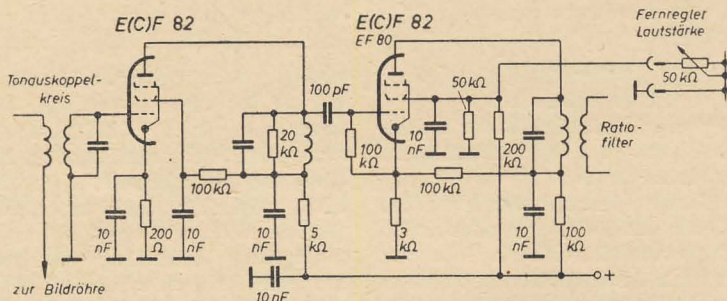 E(C)F 82
E(C)F 82
EF 80
Fernregler
Lautstärke
Tonauskoppel-
kreis
100 pF
50 kΩ
50 kΩ
20
kΩ
100
kΩ
10
nF
200
kΩ
Ratio-
filter
100 kΩ
100 kΩ
10
nF
200
Ω
10
nF
10
nF
5
kΩ
3
kΩ
10
nF
100
kΩ
zur Bildröhre
10 nF
+